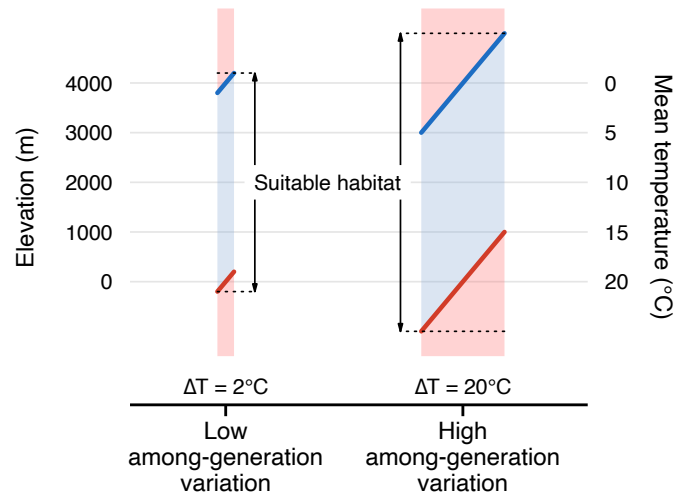 Elevation (m)
4000
3000
2000
1000
0
Suitable habitat
0
5
10
15
20
Mean temperature (°C)
ΔT = 2°C
ΔT = 20°C
Low
among-generation
variation
High
among-generation
variation